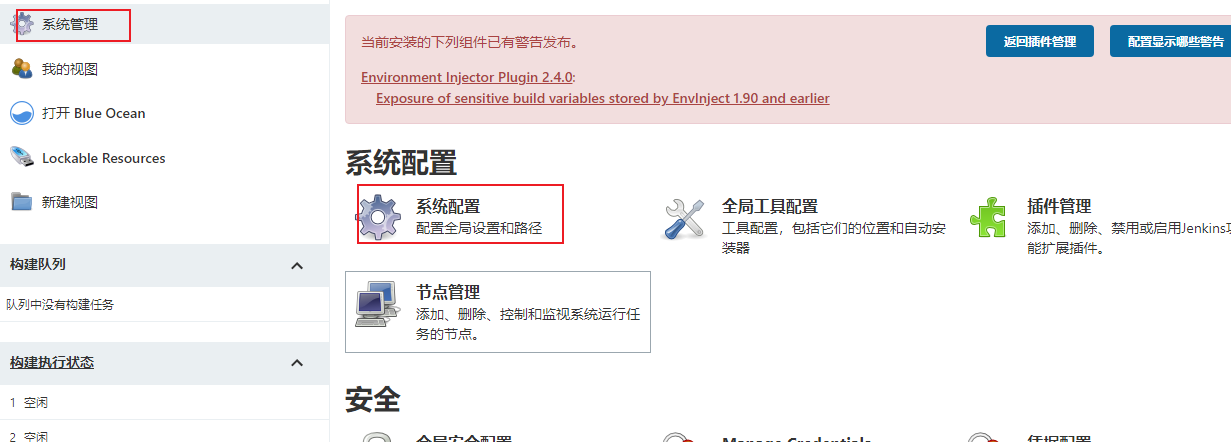 系统管理
我的视图
打开 Blue Ocean
Lockable Resources
新建视图
构建队列
队列中没有构建任务
构建执行状态
1 空闲
2 空闲
当前安装的下列组件已有警告发布。
返回插件管理
配置显示哪些警告
Environment Injector Plugin 2.4.0:
Exposure of sensitive build variables stored by EnvInject 1.90 and earlier
系统配置
系统配置
配置全局设置和路径
全局工具配置
工具配置，包括它们的位置和自动安
装器
插件管理
添加、删除、禁用或启用Jenkins功
能扩展插件。
节点管理
添加、删除、控制和监视系统运行任
务的节点。
安全
全局安全配置
Manage Credentials
凭据配置